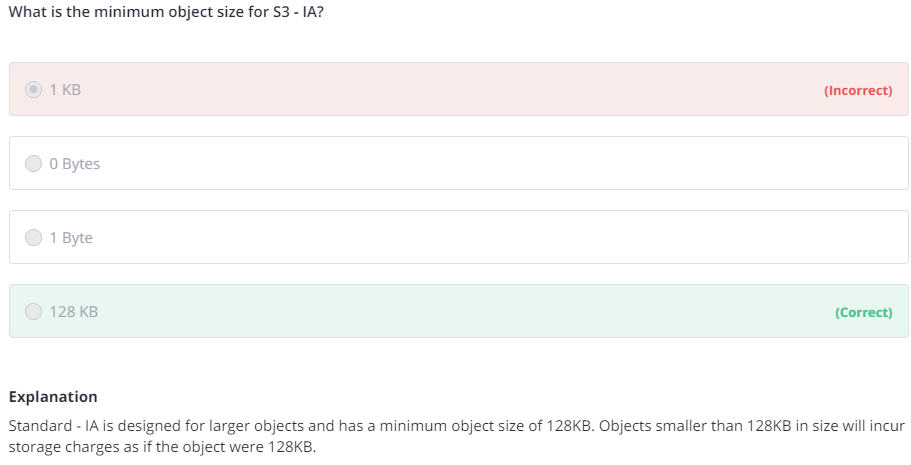 What is the minimum object size for S3 - IA?
1 KB (Incorrect)
0 Bytes
1 Byte
128 KB (Correct)
Explanation
Standard - IA is designed for larger objects and has a minimum object size of 128KB. Objects smaller than 128KB in size will incur
storage charges as if the object were 128KB.